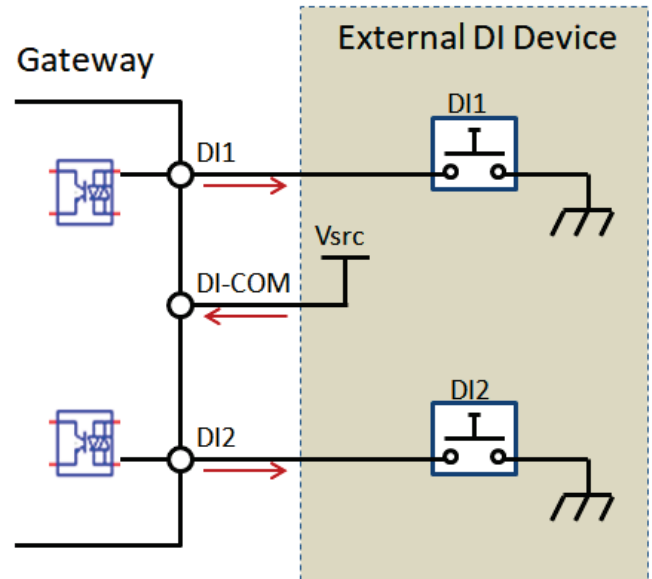 External DI Device
Gateway
DI1
DI1
Vsrc
DI-COM
DI2
DI2